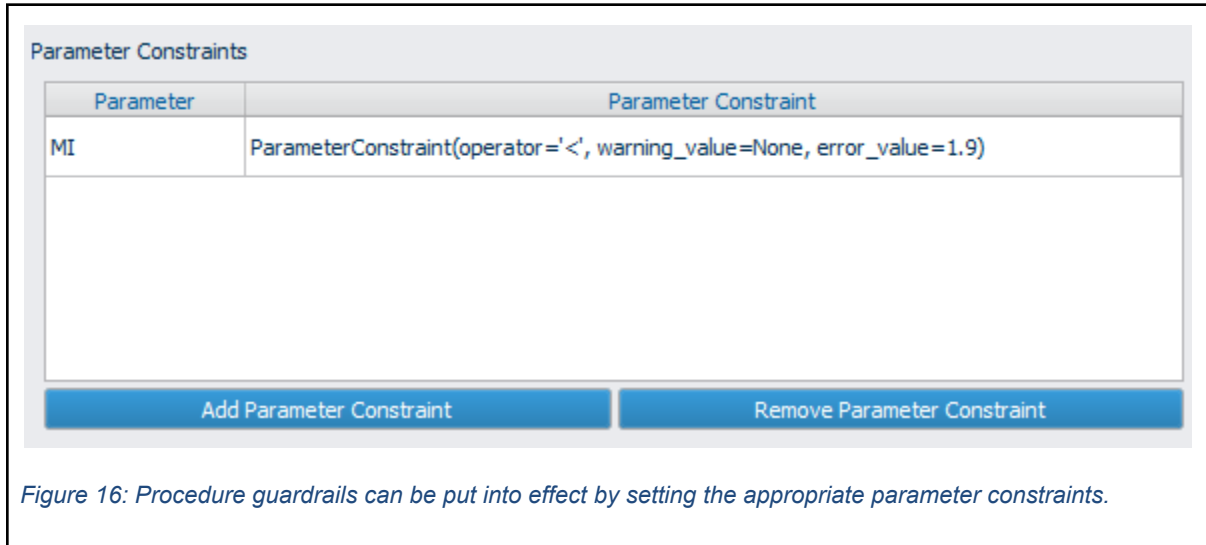 Parameter Constraints
Parameter Parameter Constraint
MI ParameterConstraint(operator='<', warning_value=None, error_value=1.9)
Add Parameter Constraint Remove Parameter Constraint
Figure 16: Procedure guardrails can be put into effect by setting the appropriate parameter constraints.